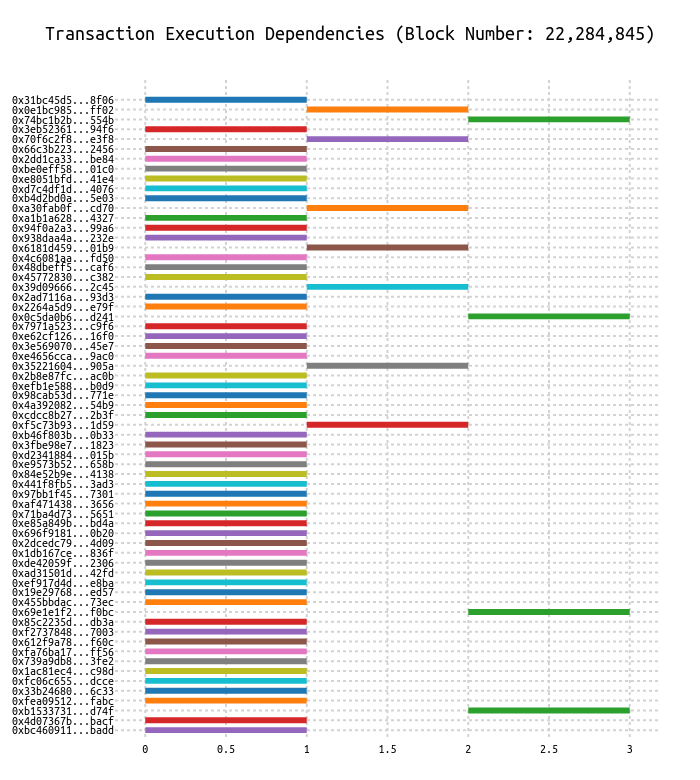 Transaction Execution Dependencies (Block Number: 22,284,845)
0x31bc45d5...8f06
0x0e1bc985...ff02
0x74bc1b2b...554b
0x3eb52361...94f6
0x70f6c2f8...e3f8
0x66c3b223...2456
0x2dd1ca33...be84
0xbe0eff58...01c0
0xe8051bfd...41e4
0xd7c4df1d...4076
0xb4d2bd0a...5e03
0xa30fab0f...cd70
0xa1b1a628...4327
0x94f0a2a3...99a6
0x938daa4a...232e
0x6181d459...01b9
0x4c6081aa...fd50
0x48dbeff5...caf6
0x45772830...c382
0x39d09666...2c45
0x2ad7116a...93d3
0x2264a5d9...e79f
0x0c5da0b6...d241
0x7971a523...c9f6
0xe62cf126...16f0
0x3e569070...45e7
0xe4656cca...9ac0
0x35221604...905a
0x2b8e87fc...ac0b
0xefb1e588...b0d9
0x98cab53d...771e
0x4a392082...54b9
0xcdcc8b27...2b3f
0xf5c73b93...1d59
0xb46f803b...0b33
0x3fbe98e7...1823
0xd2341884...015b
0xe9573b52...658b
0x84e52b9e...4138
0x441f8fb5...3ad3
0x97bb1f45...7301
0xaf471438...3656
0x71ba4d73...5651
0xe85a849b...bd4a
0x696f9181...0b20
0x2dcedc79...4d09
0x1db167ce...836f
0xde42059f...2306
0xad31501d...42fd
0xef917d4d...e8ba
0x19e29768...ed57
0x455bbdac...73ec
0x69e1e1f2...f0bc
0x85c2235d...db3a
0xf2737848...7003
0x612f9a78...f60c
0xfa76ba17...ff56
0x739a9db8...3fe2
0x1ac81ec4...c98d
0xfc06c655...dcce
0x33b24680...6c33
0xfea09512...fabc
0xb1533731...d74f
0x4d07367b...bacf
0xbc460911...badd
0 0.5 1 1.5 2 2.5 3